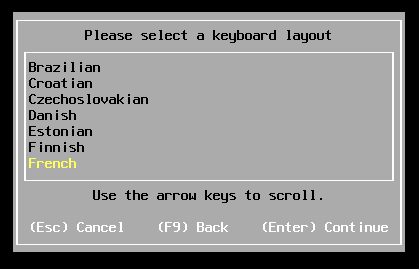 Please select a keyboard layout
Brazilian
Croatian
Czechoslovakian
Danish
Estonian
Finnish
French
Use the arrow keys to scroll.
(Esc) Cancel (F9) Back (Enter) Continue